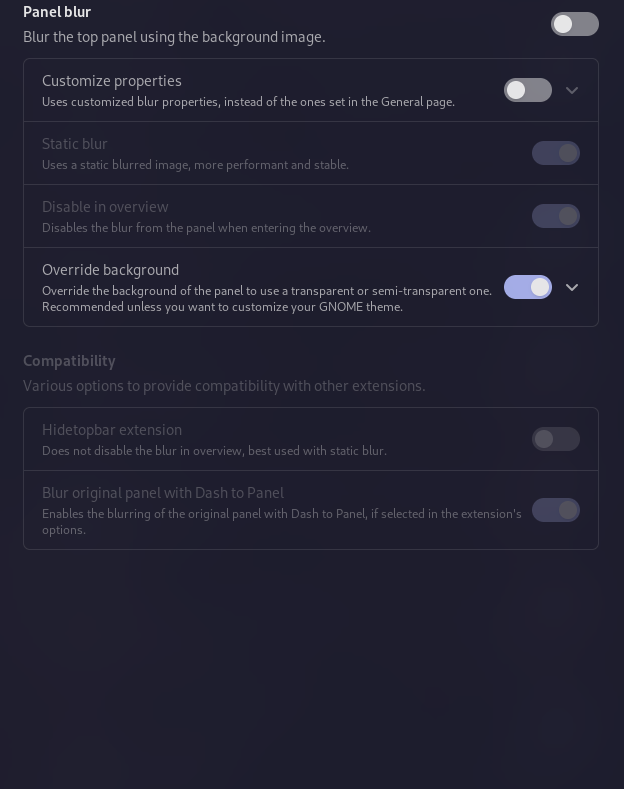 Panel blur
Blur the top panel using the background image.
Customize properties
Uses customized blur properties, instead of the ones set in the General page.
Static blur
Uses a static blurred image, more performant and stable.
Disable in overview
Disables the blur from the panel when entering the overview.
Override background
Override the background of the panel to use a transparent or semi-transparent one.
Recommended unless you want to customize your GNOME theme.
Compatibility
Various options to provide compatibility with other extensions.
Hidetopbar extension
Does not disable the blur in overview, best used with static blur.
Blur original panel with Dash to Panel
Enables the blurring of the original panel with Dash to Panel, if selected in the extension's
options.